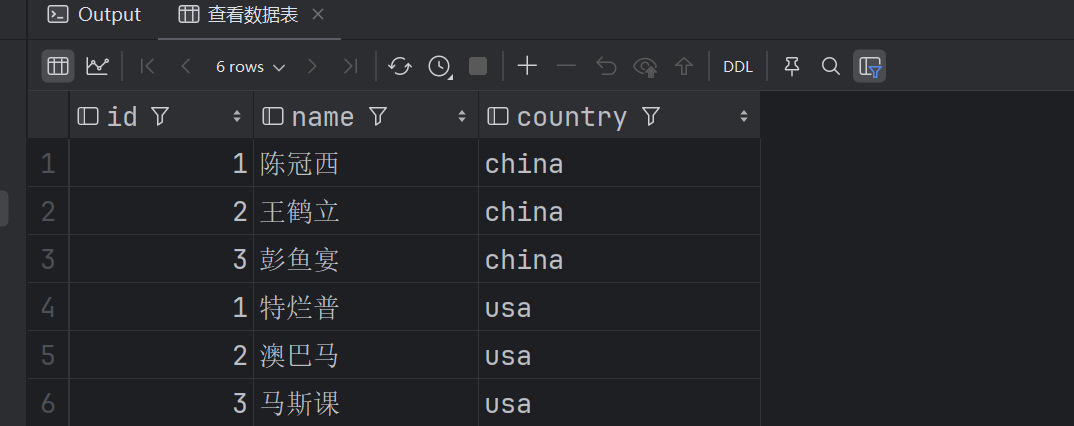 Output 查看数据表
6 rows DDL
id name country
1 1 陈冠西 china
2 2 王鹤立 china
3 3 彭鱼宴 china
4 1 特烂普 usa
5 2 澳巴马 usa
6 3 马斯课 usa